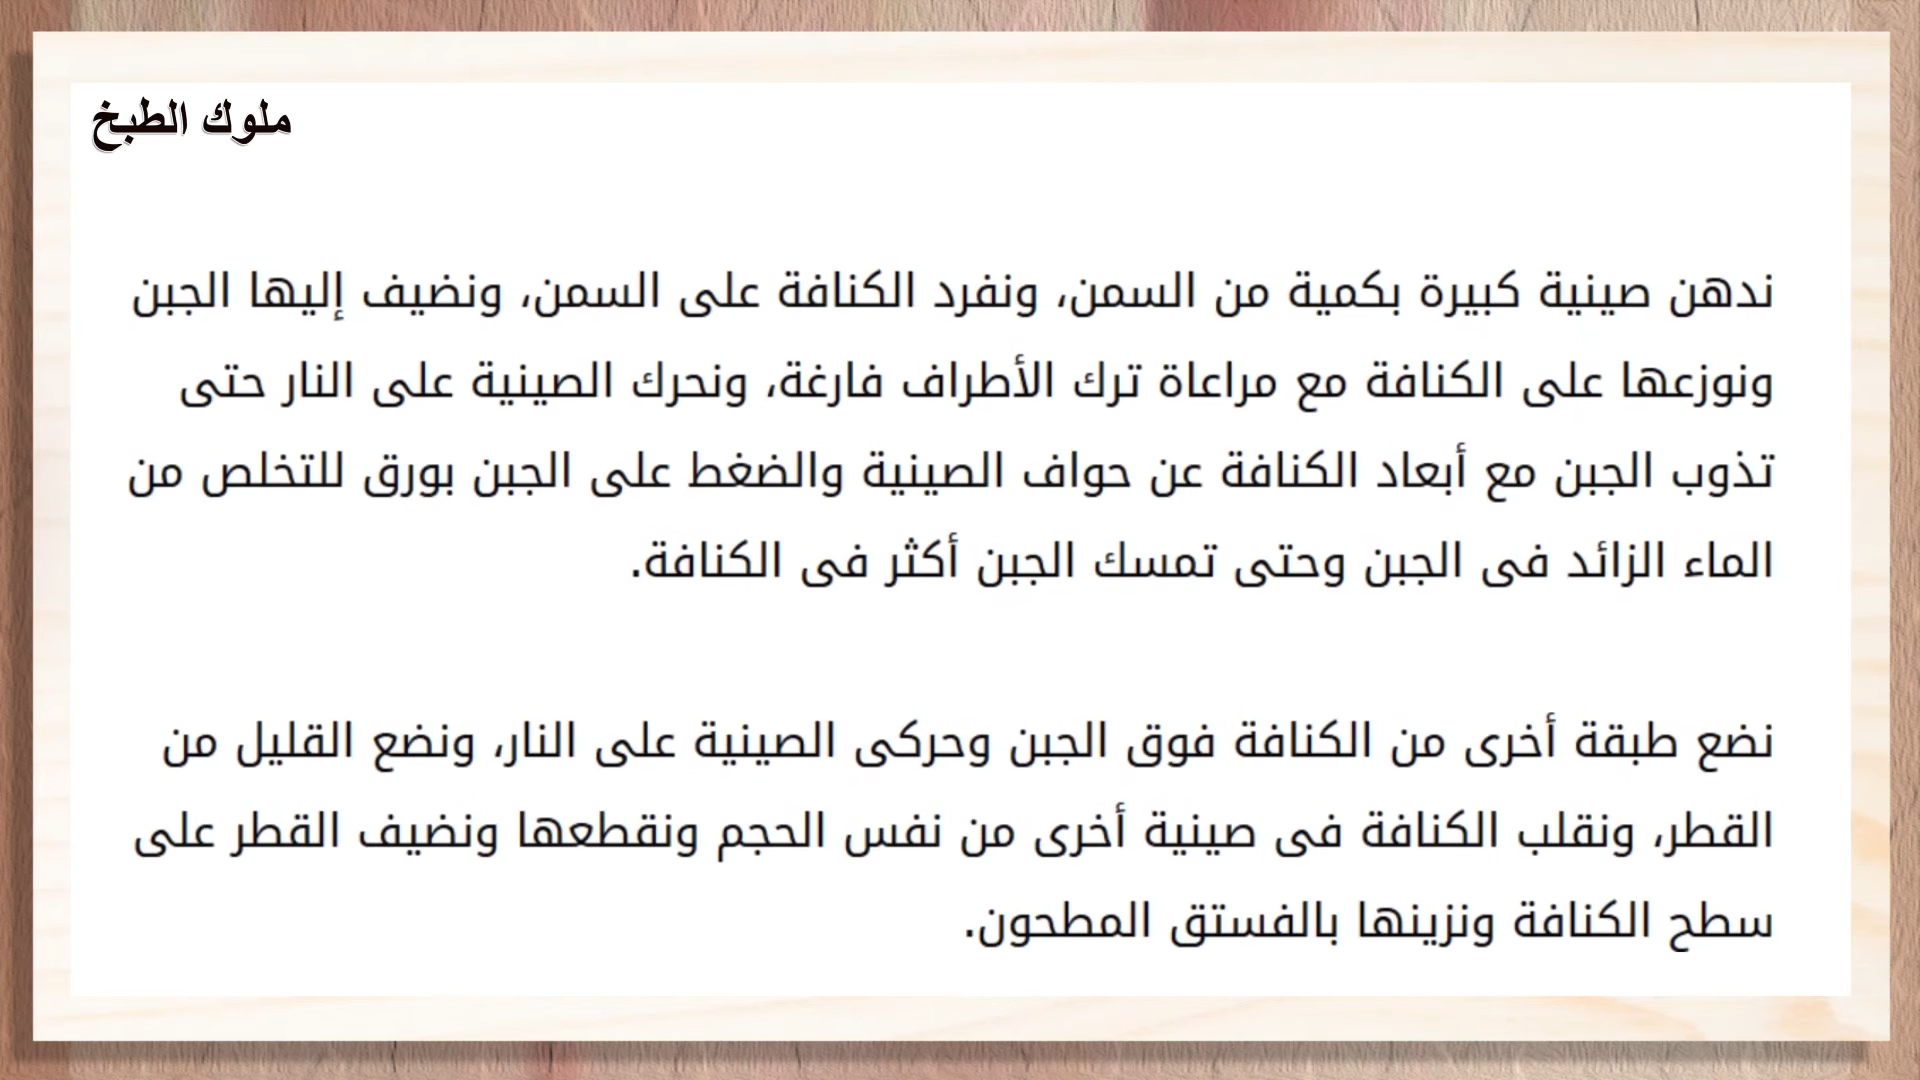 ملوك الطبخ
ندهن صينية كبيرة بكمية من السمن، ونفرد الكنافة على السمن، ونضيف إليها الجبن
ونوزعها على الكنافة مع مراعاة ترك الأطراف فارغة، ونحرك الصينية على النار حتى
تذوب الجبن مع أبعاد الكنافة عن حواف الصينية والضغط على الجبن بورق للتخلص من
الماء الزائد فى الجبن وحتى تمسك الجبن أكثر فى الكنافة.
نضع طبقة أخرى من الكنافة فوق الجبن وحركى الصينية على النار، ونضع القليل من
القطر، ونقلب الكنافة فى صينية أخرى من نفس الحجم ونقطعها ونضيف القطر على
سطح الكنافة ونزينها بالفستق المطحون.